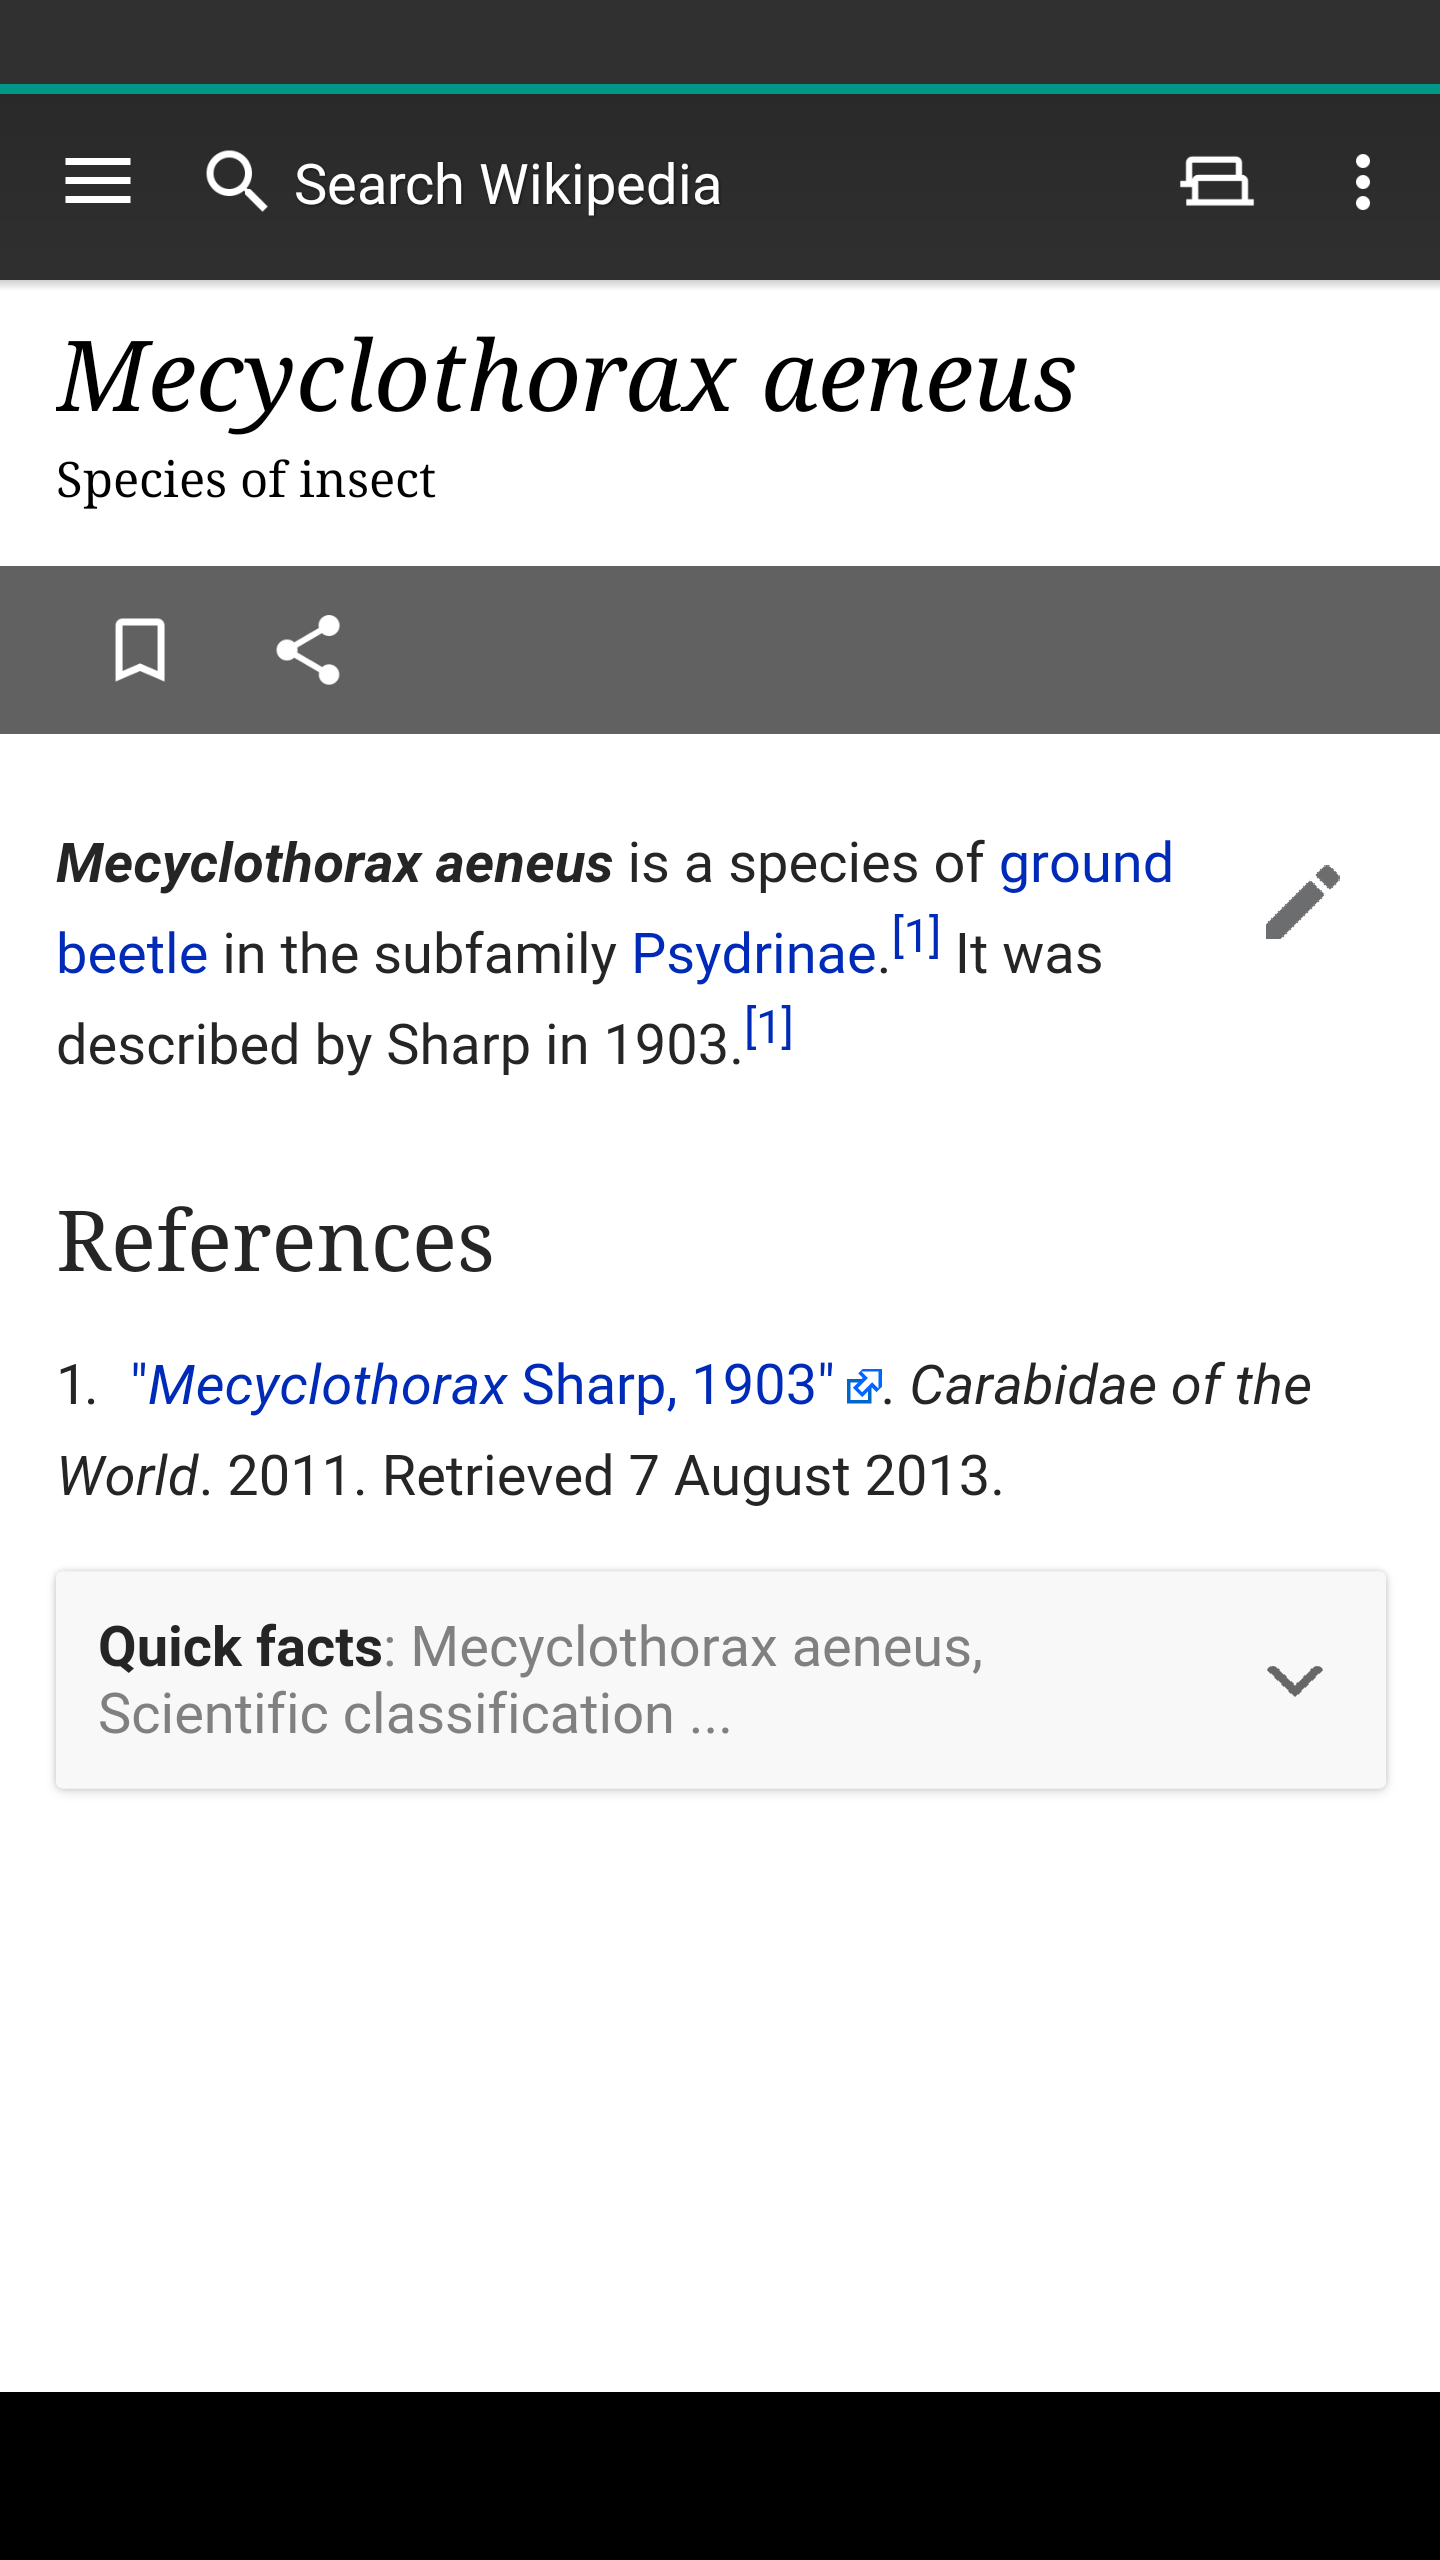 Search Wikipedia
Mecyclothorax aeneus
Species of insect
Mecyclothorax aeneus is a species of ground
beetle in the subfamily Psydrinae.[1] It was
described by Sharp in 1903.[1]
References
1. "Mecyclothorax Sharp, 1903". Carabidae of the
World. 2011. Retrieved 7 August 2013.
Quick facts: Mecyclothorax aeneus,
Scientific classification ...